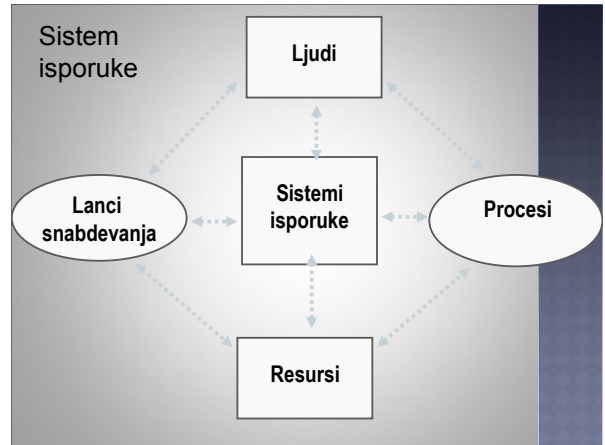 Sistem
isporuke
Ljudi
Lanci
snabdevanja
Sistemi
isporuke
Procesi
Resursi